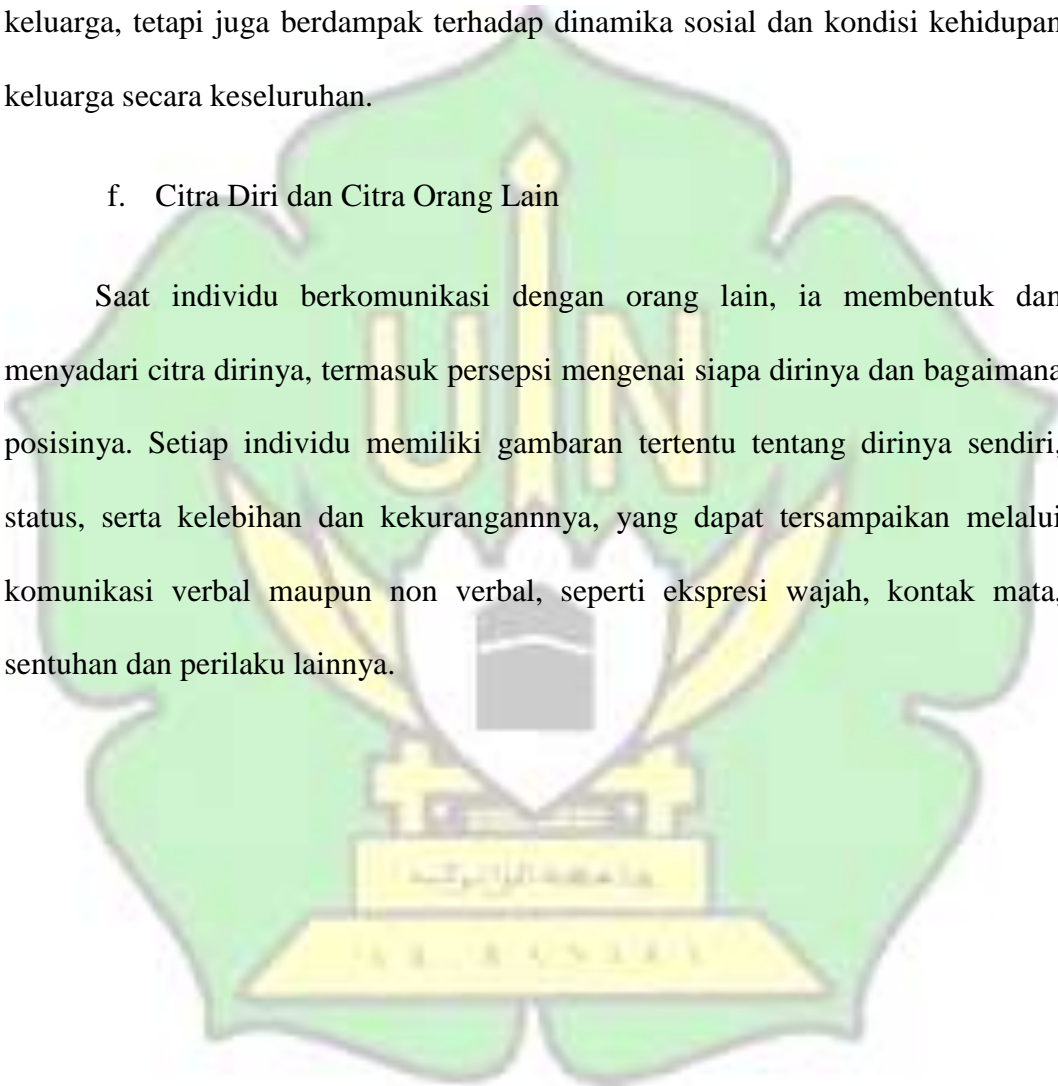 keluarga, tetapi juga berdampak terhadap dinamika sosial dan kondisi kehidupan
keluarga secara keseluruhan.
f. Citra Diri dan Citra Orang Lain
Saat individu berkomunikasi dengan orang lain, ia membentuk dan
menyadari citra dirinya, termasuk persepsi mengenai siapa dirinya dan bagaimana
posisinya. Setiap individu memiliki gambaran tertentu tentang dirinya sendiri,
status, serta kelebihan dan kekurangannnya, yang dapat tersampaikan melalui
komunikasi verbal maupun non verbal, seperti ekspresi wajah, kontak mata,
sentuhan dan perilaku lainnya.
UIN